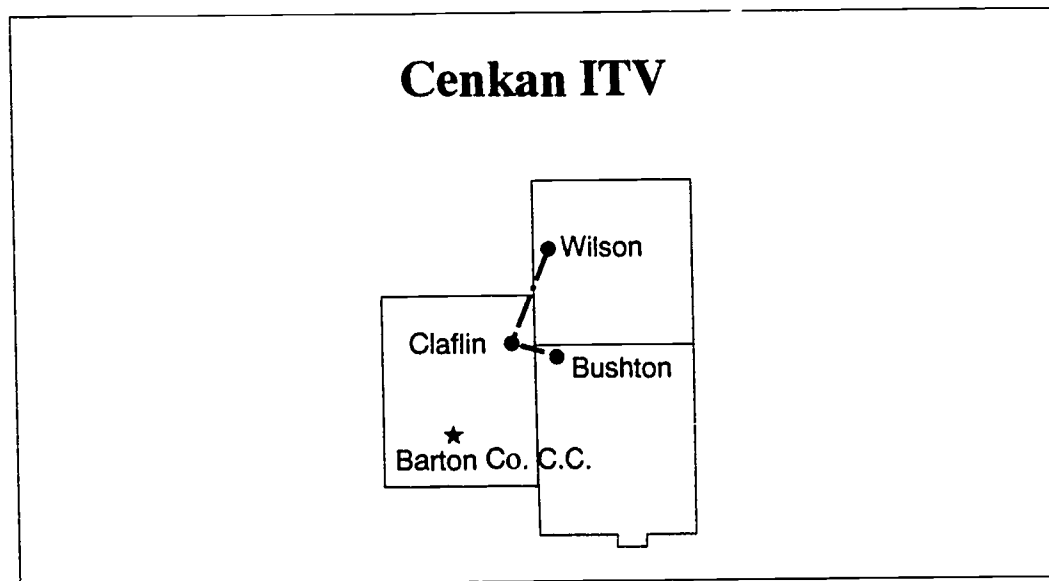 Cenkan ITV
Wilson
Claflin
Bushton
Barton Co. C.C.